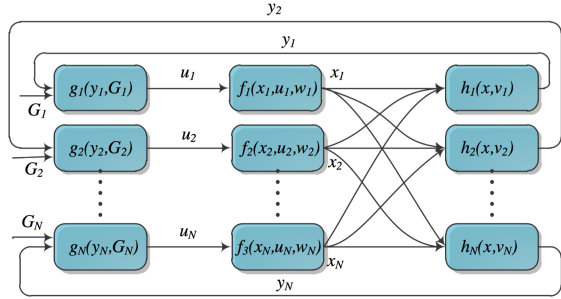 y2
y1
g1(y1,G1) u1 f1(x1,u1,w1) x1 h1(x,v1)
G1
g2(y2,G2) u2 f2(x2,u2,w2) h2(x,v2)
G2 x2
GN
gN(yN,GN) uN f3(xN,uN,wN) hN(x,vN)
xN
yN